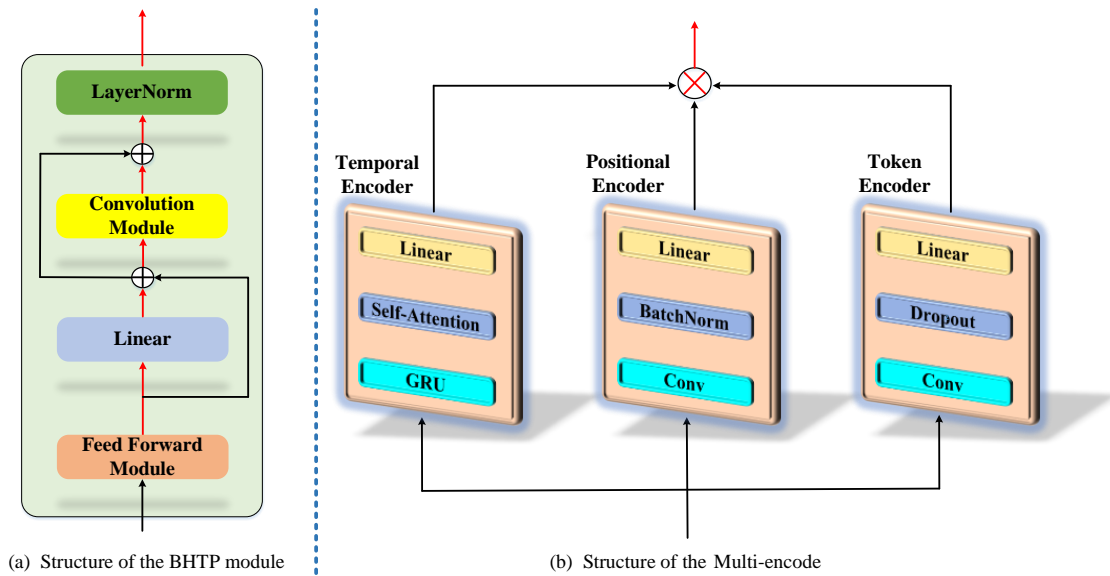 LayerNorm
Convolution
Module
Linear
Feed Forward
Module
(a) Structure of the BHTP module
Temporal
Encoder
Linear
Self-Attention
GRU
Positional
Encoder
Linear
BatchNorm
Conv
Token
Encoder
Linear
Dropout
Conv
(b) Structure of the Multi-encode